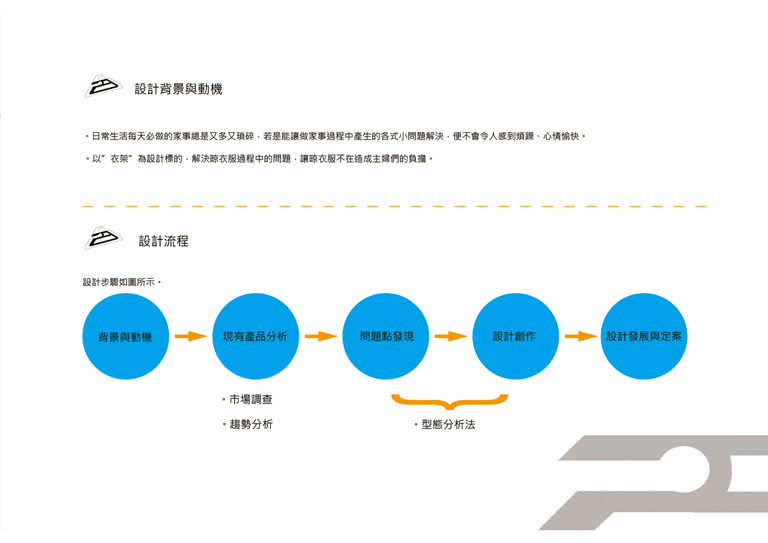 設計背景與動機
。日常生活每天必做的家事總是又多又瑣碎，若是能讓做家事過程中產生的各式小問題解決，便不會令人感到煩躁、心情愉快。
。以”衣架”為設計標的，解決晾衣服過程中的問題，讓晾衣服不在造成主婦們的負擔。
設計流程
設計步驟如圖所示。
背景與動機
現有產品分析
問題點發現
設計創作
設計發展與定案
。市場調查
。趨勢分析
。型態分析法